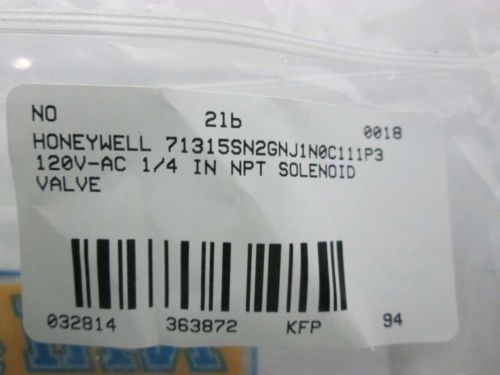 NO 21b 0018
HONEYWELL 71315SN2GNJ1N0C111P3
120V-AC 1/4 IN NPT SOLENOID
VALVE
032814 363872 KFP 94